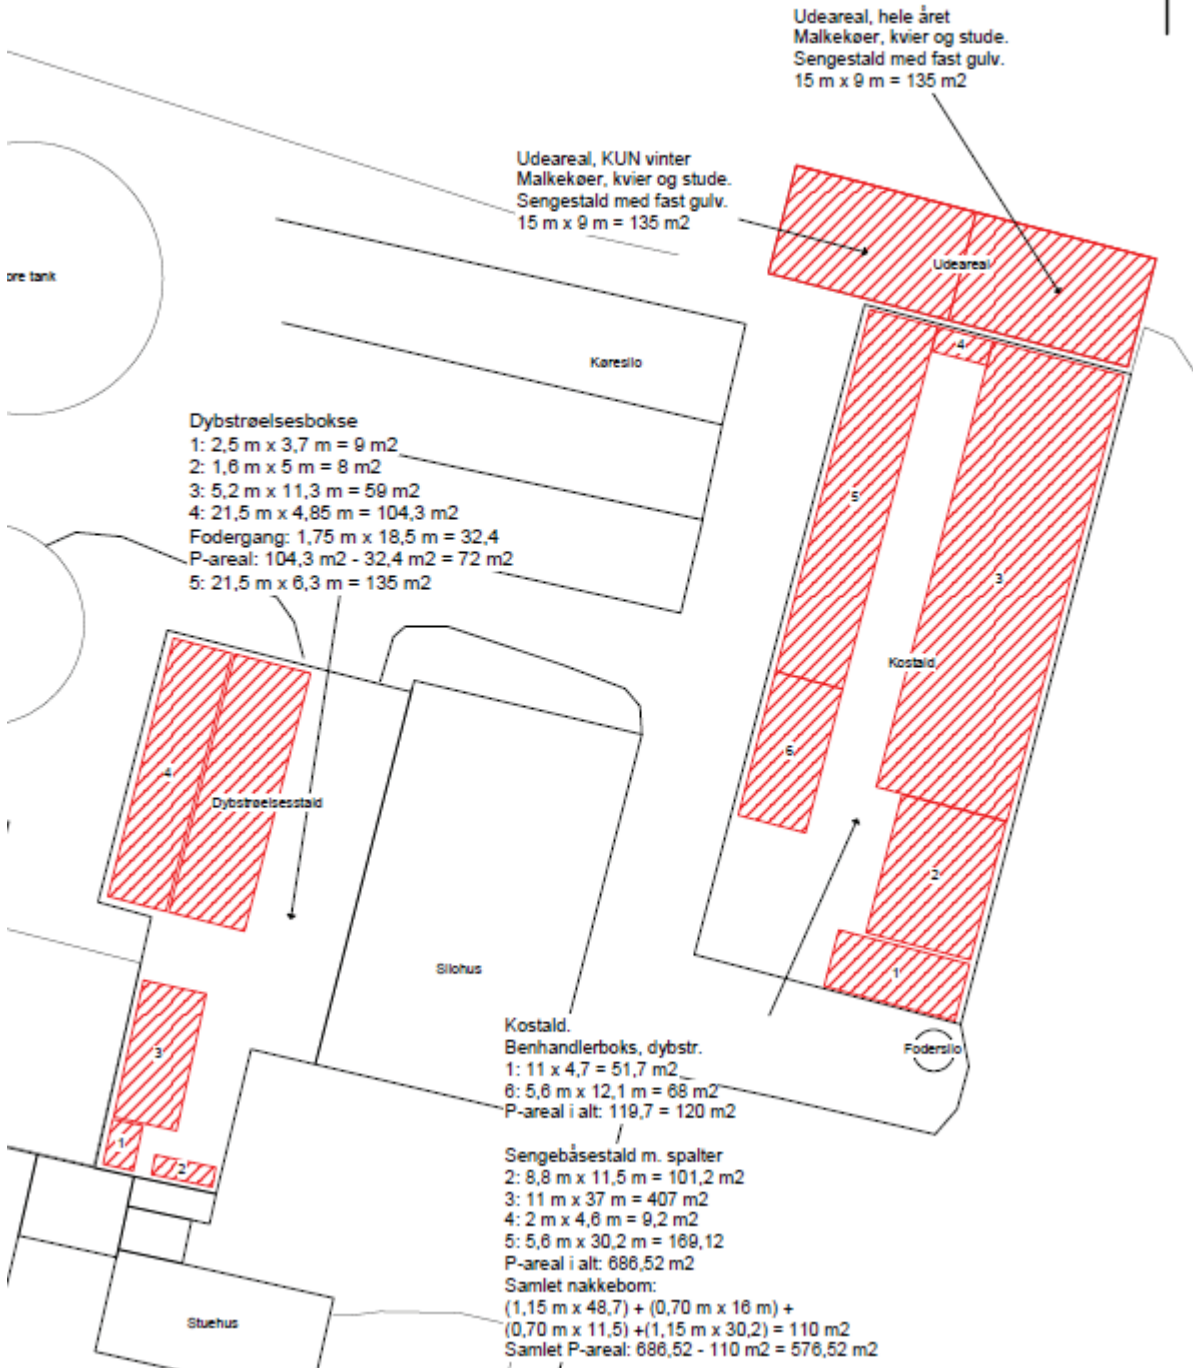 Udeareal, hele året
Malkekøer, kvier og stude.
Sengestald med fast gulv.
15 m x 9 m = 135 m2
Udeareal, KUN vinter
Malkekøer, kvier og stude.
Sengestald med fast gulv.
15 m x 9 m = 135 m2
Udeareal
ore tank
Køresilo
4
5
3
Kostald
6
2
1
Fodersilo
Dybstrøelsesbokse
1: 2,5 m x 3,7 m = 9 m2
2: 1,6 m x 5 m = 8 m2
3: 5,2 m x 11,3 m = 59 m2
4: 21,5 m x 4,85 m = 104,3 m2
Fodergang: 1,75 m x 18,5 m = 32,4
P-areal: 104,3 m2 - 32,4 m2 = 72 m2
5: 21,5 m x 6,3 m = 135 m2
4
Dybstrøelsesstald
Silohus
3
1
2
Stuehus
Kostald.
Benhandlerboks, dybstr.
1: 11 x 4,7 = 51,7 m2
6: 5,6 m x 12,1 m = 68 m2
P-areal i alt: 119,7 = 120 m2
Sengebåsestald m. spalter
2: 8,8 m x 11,5 m = 101,2 m2
3: 11 m x 37 m = 407 m2
4: 2 m x 4,6 m = 9,2 m2
5: 5,6 m x 30,2 m = 169,12
P-areal i alt: 686,52 m2
Samlet nakkebom:
(1,15 m x 48,7) + (0,70 m x 16 m) +
(0,70 m x 11,5) +(1,15 m x 30,2) = 110 m2
Samlet P-areal: 686,52 - 110 m2 = 576,52 m2